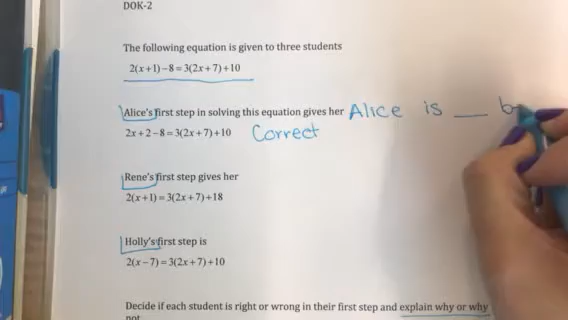 DOK-2
The following equation is given to three students
2(x+1)−8=3(2x+7)+10
Alice's first step in solving this equation gives her Alice is __ b
2x+2−8=3(2x+7)+10 Correct
Rene's first step gives her
2(x+1)=3(2x+7)+18
Holly's first step is
2(x−7)=3(2x+7)+10
Decide if each student is right or wrong in their first step and explain why or why
not